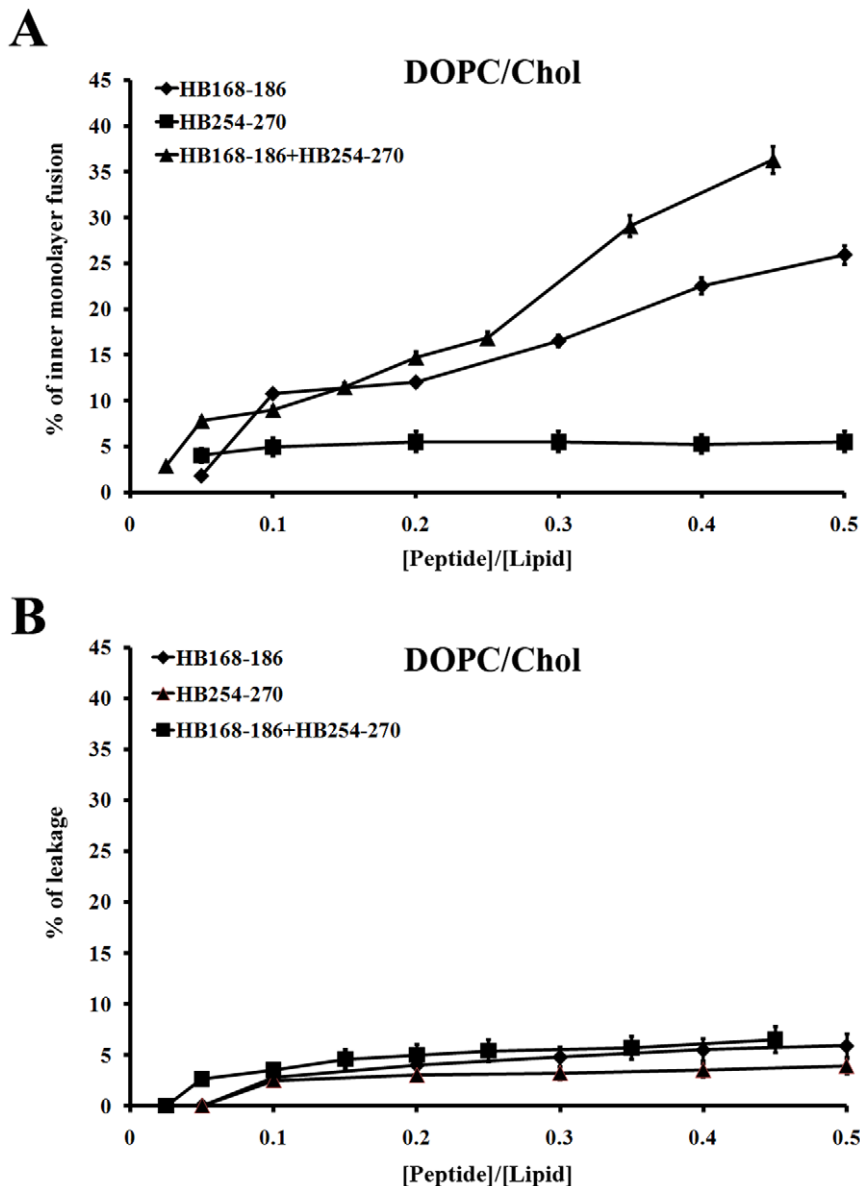 A
DOPC/Chol
HB168-186
HB254-270
HB168-186+HB254-270
45
40
35
30
25
20
15
10
5
0
% of inner monolayer fusion
0 0.1 0.2 0.3 0.4 0.5
[Peptide]/[Lipid]
B
DOPC/Chol
HB168-186
HB254-270
HB168-186+HB254-270
45
40
35
30
25
20
15
10
5
0
% of leakage
0 0.1 0.2 0.3 0.4 0.5
[Peptide]/[Lipid]